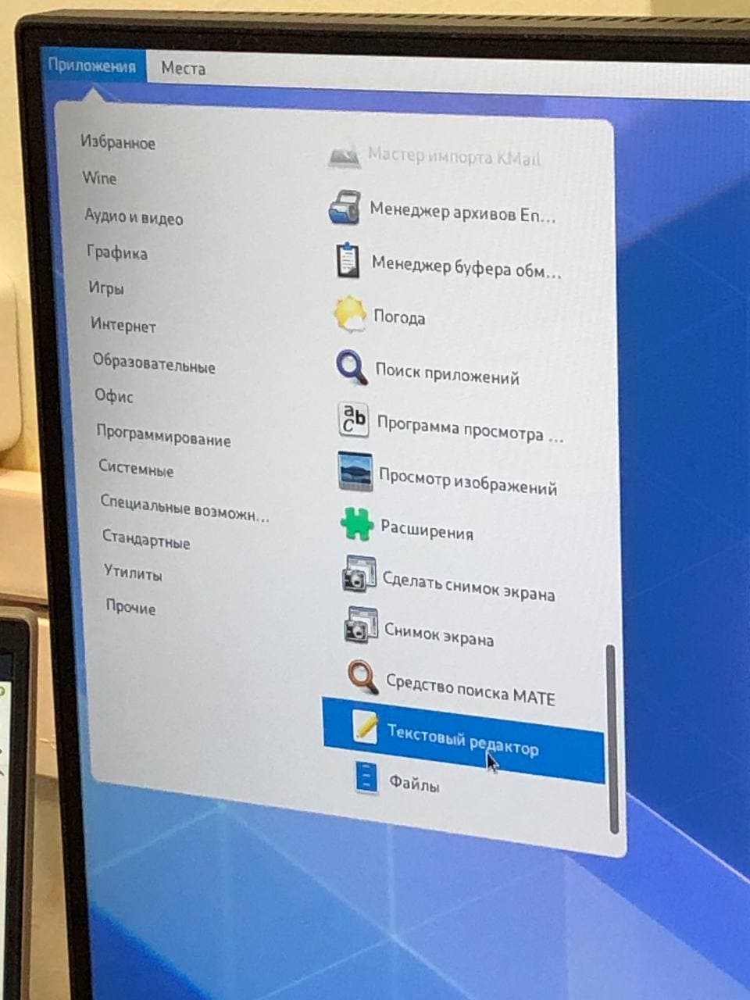 Приложения
Места
Избранное
Wine
Аудио и видео
Графика
Игры
Интернет
Образовательные
Офис
Программирование
Системные
Специальные возможн...
Стандартные
Утилиты
Прочие
Мастер импорта KMail
Менеджер архивов En...
Менеджер буфера обм...
Погода
Поиск приложений
abc
Программа просмотра ...
Просмотр изображений
Расширения
Сделать снимок экрана
Снимок экрана
Средство поиска MATE
Текстовый редактор
Файлы